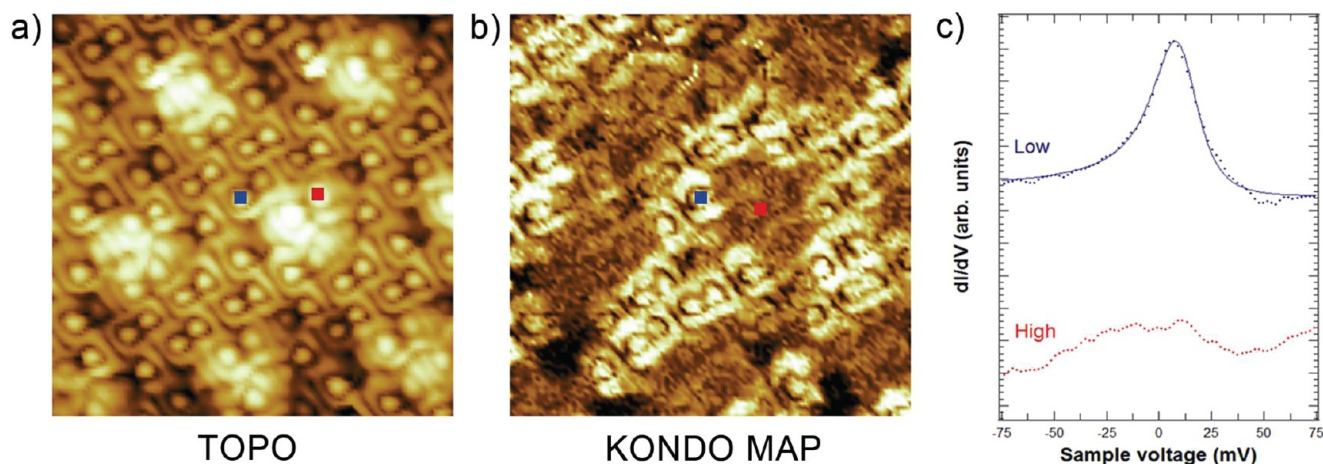 a)
b)
c)
TOPO
KONDO MAP
dI/dV (arb. units)
Low
High
-75 -50 -25 0 25 50 75
Sample voltage (mV)